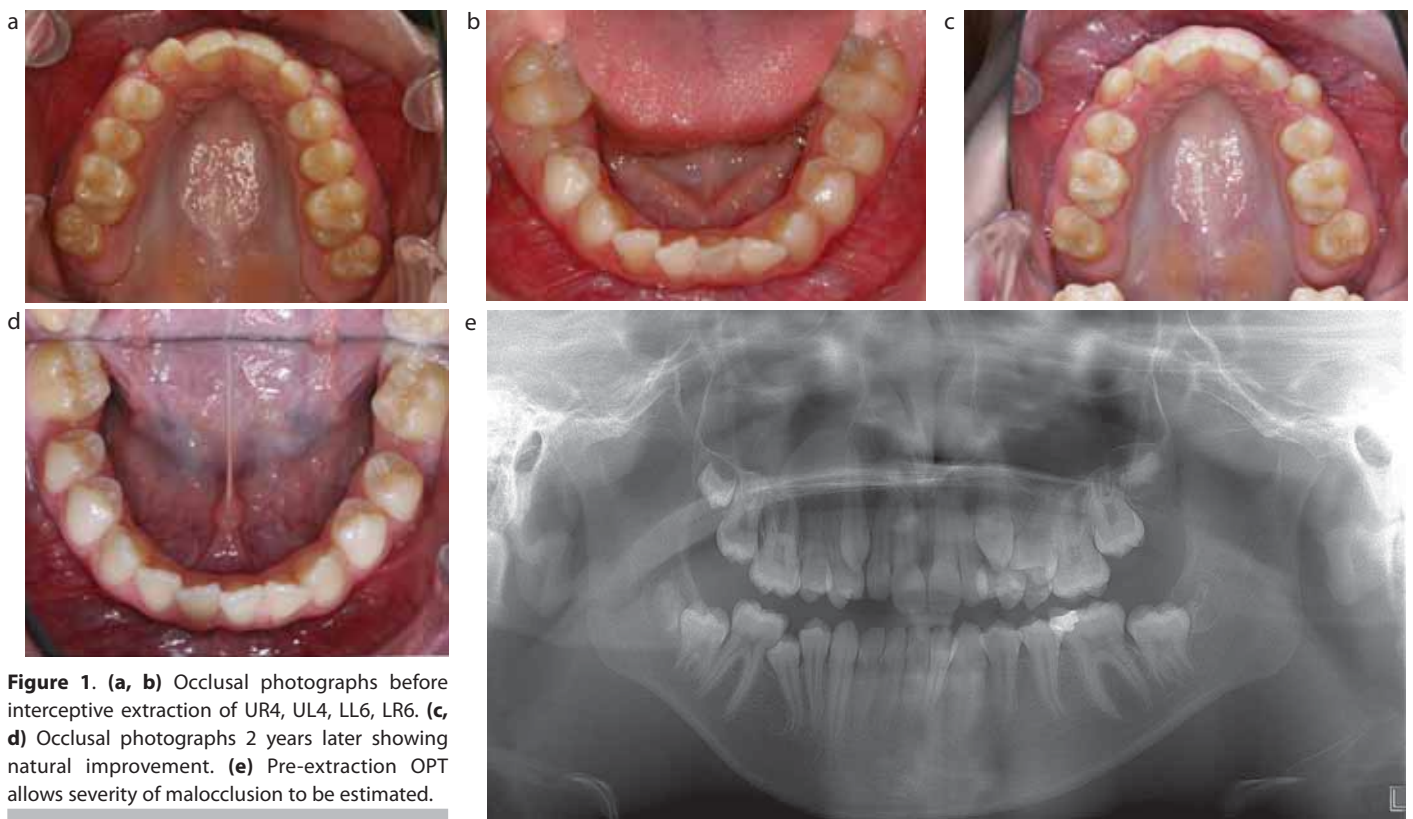 a
b
c
d
e
Figure 1. (a, b) Occlusal photographs before
interceptive extraction of UR4, UL4, LL6, LR6. (c,
d) Occlusal photographs 2 years later showing
natural improvement. (e) Pre-extraction OPT
allows severity of malocclusion to be estimated.
L